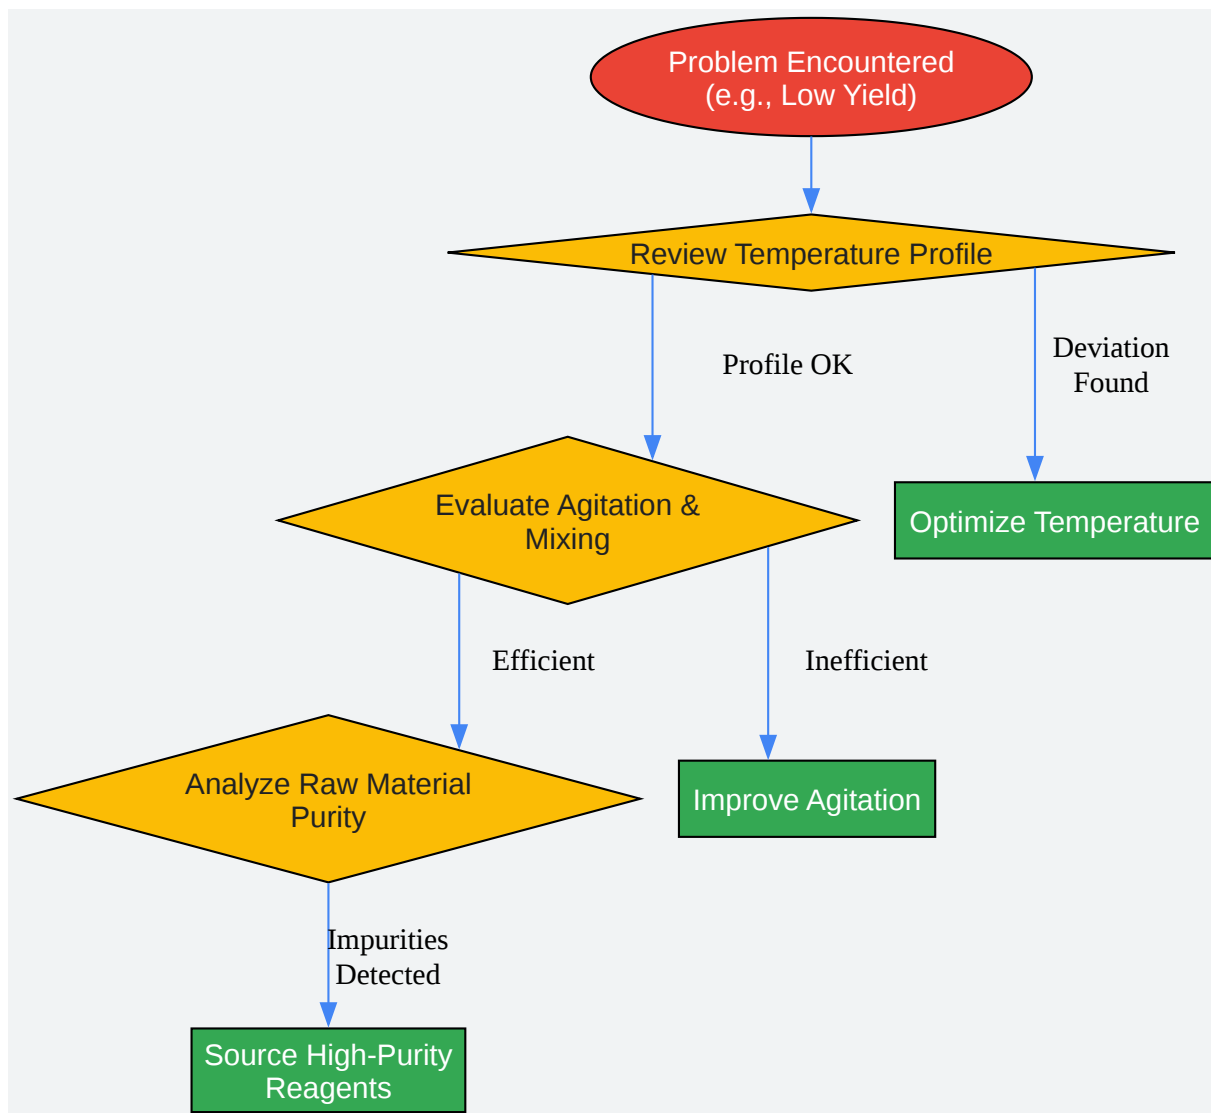 Problem Encountered
(e.g., Low Yield)
Review Temperature Profile
Profile OK
Deviation
Found
Evaluate Agitation &
Mixing
Optimize Temperature
Efficient
Inefficient
Analyze Raw Material
Purity
Improve Agitation
Impurities
Detected
Source High-Purity
Reagents